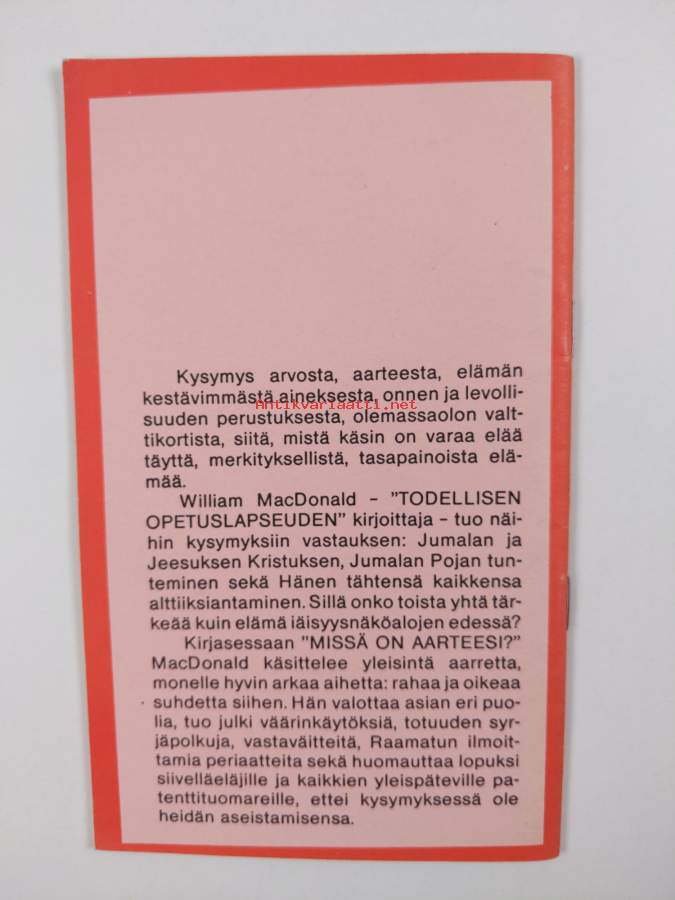 Kysymys arvosta, aarteesta, elämän
kestävimmästä aineksesta, onnen ja levolli-
Antikvariaatti.net
suuden perustuksesta, olemassaolon valt-
tikortista, siitä, mistä käsin on varaa elää
täyttä, merkityksellistä, tasapainoista elä-
mää.
William MacDonald – "TODELLISEN
OPETUSLAPSEUDEN" kirjoittaja – tuo näi-
hin kysymyksiin vastauksen: Jumalan ja
Jeesuksen Kristuksen, Jumalan Pojan tun-
teminen sekä Hänen tähtensä kaikkensa
alttiiksiantaminen. Sillä onko toista yhtä tär-
keää kuin elämä iäisyysnäköalojen edessä?
Kirjasessaan "MISSÄ ON AARTEESI?"
MacDonald käsittelee yleisintä aarretta,
monelle hyvin arkaa aihetta: rahaa ja oikeaa
suhdetta siihen. Hän valottaa asian eri puo-
lia, tuo julki väärinkäytöksiä, totuuden syr-
jäpolkuja, vastaväitteitä, Raamatun ilmoit-
tamia periaatteita sekä huomauttaa lopuksi
siivelläeläjille ja kaikkien yleispäteville pa-
tenttituomareille, ettei kysymyksessä ole
heidän aseistamisensa.